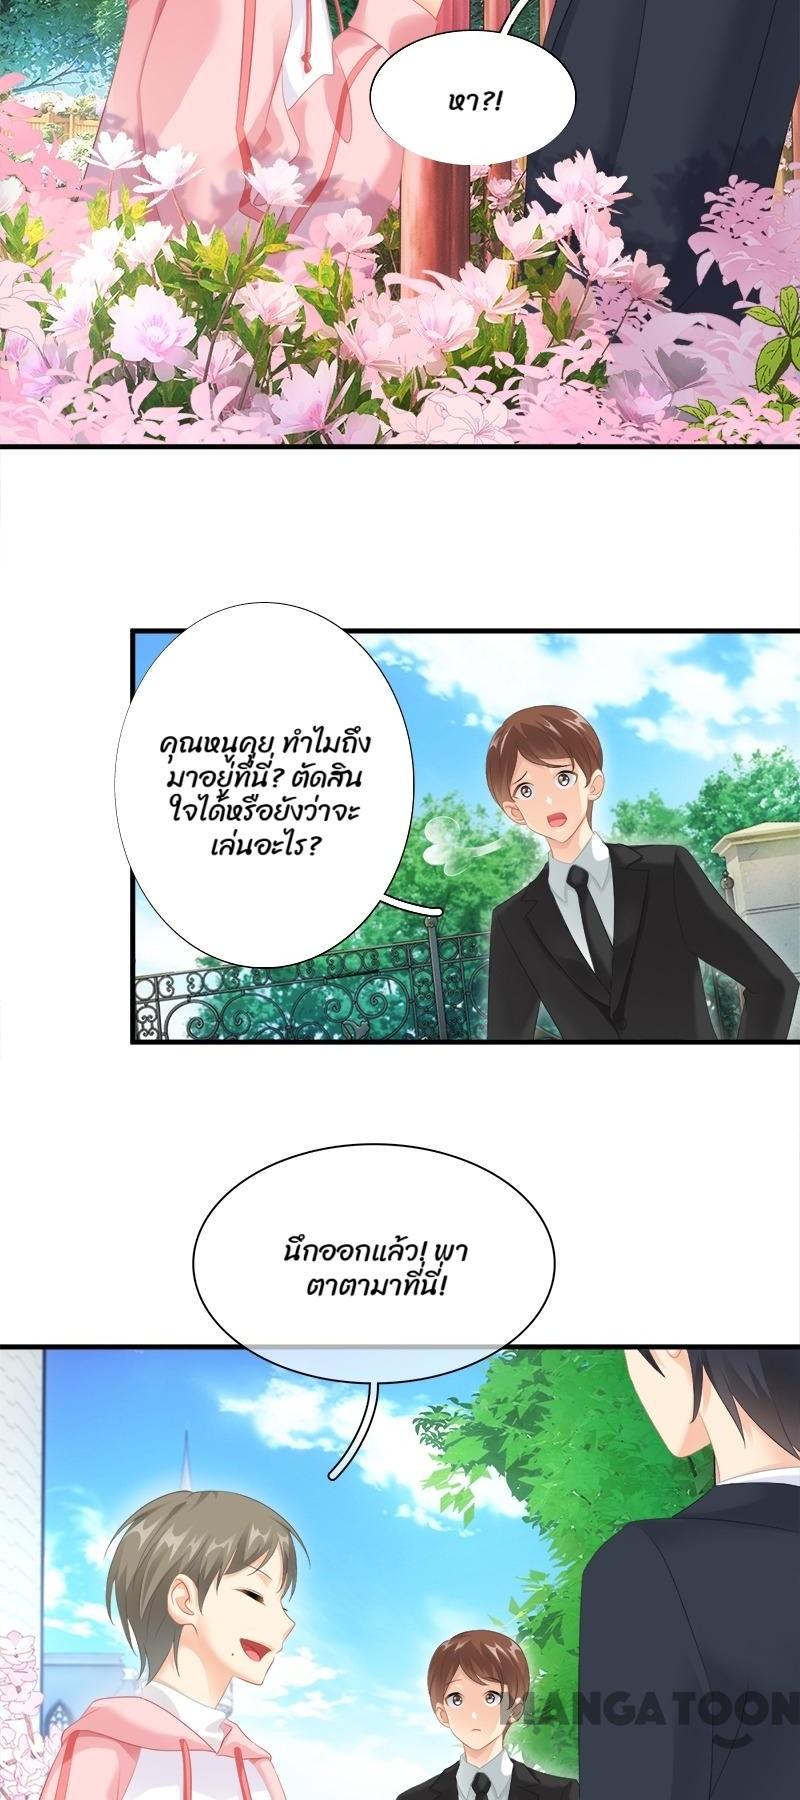 หา?!
คุณหนูคุย ทำไมถึง
มาอยู่ที่นี่? ตัดสิน
ใจได้หรือยังว่าจะ
เล่นอะไร?
นึกออกแล้ว! พา
ตาตามาที่นี่!
MANGATOON